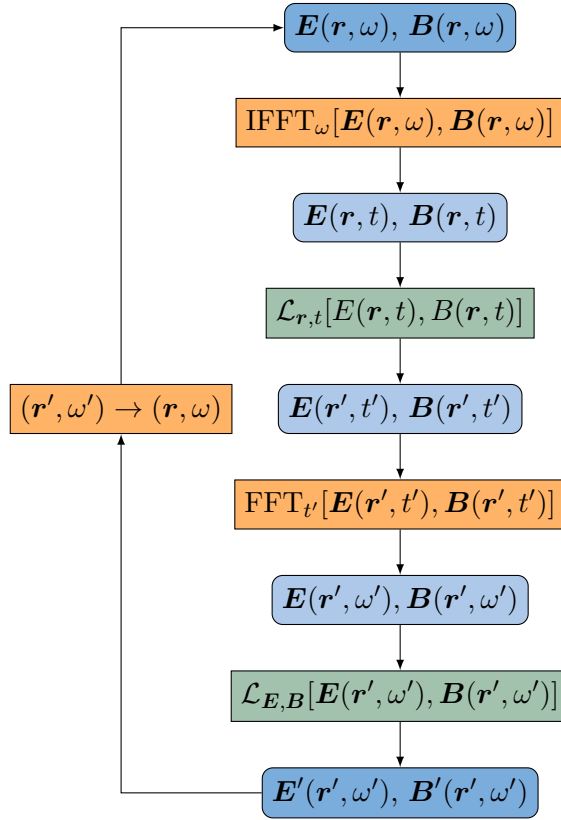 𝑬(𝒓, ω), 𝑩(𝒓, ω)
IFFT_ω[𝑬(𝒓, ω), 𝑩(𝒓, ω)]
𝑬(𝒓, t), 𝑩(𝒓, t)
ℒ_{𝒓,t}[E(𝒓, t), B(𝒓, t)]
(𝒓′, ω′) → (𝒓, ω)
𝑬(𝒓′, t′), 𝑩(𝒓′, t′)
FFT_{t′}[𝑬(𝒓′, t′), 𝑩(𝒓′, t′)]
𝑬(𝒓′, ω′), 𝑩(𝒓′, ω′)
ℒ_{𝑬,𝑩}[𝑬(𝒓′, ω′), 𝑩(𝒓′, ω′)]
𝑬′(𝒓′, ω′), 𝑩′(𝒓′, ω′)